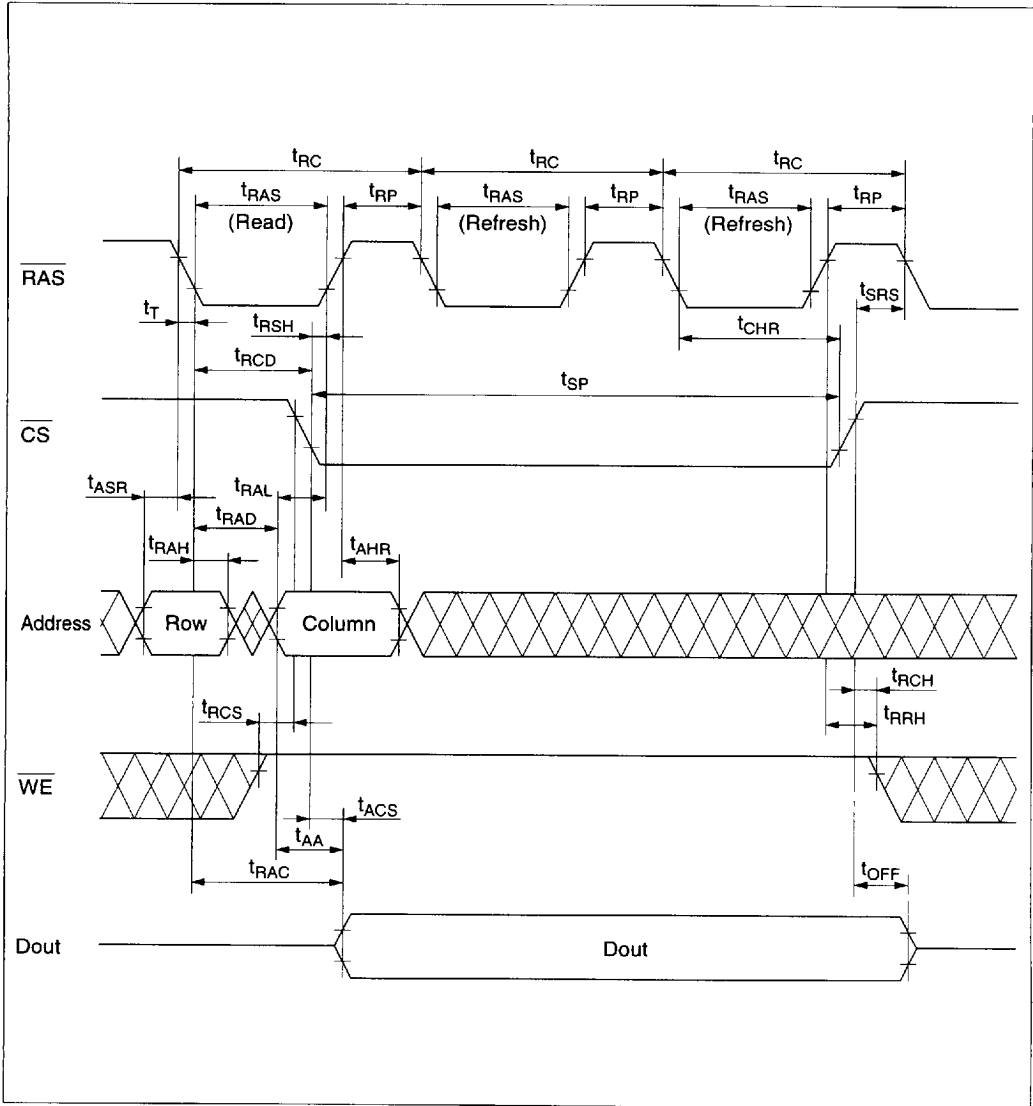 tRC tRC tRC
tRAS tRP tRAS tRP tRAS tRP
(Read) (Refresh) (Refresh)
RAS
tSRS
tT tRSH tCHR
tRCD
tSP
CS
tASR tRAL
tRAD
tRAH tAHR
Address Row Column
tRCH
tRCS tRRH
WE
tACS
tAA
tRAC tOFF
Dout Dout